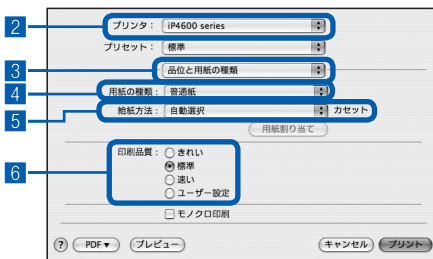 2 プリンタ： iP4600 series
プリセット： 標準
3 品位と用紙の種類
4 用紙の種類： 普通紙
5 給紙方法： 自動選択 カセット
用紙割り当て
6 印刷品質： きれい
標準
速い
ユーザー設定
モノクロ印刷
? PDF▼ プレビュー キャンセル プリント